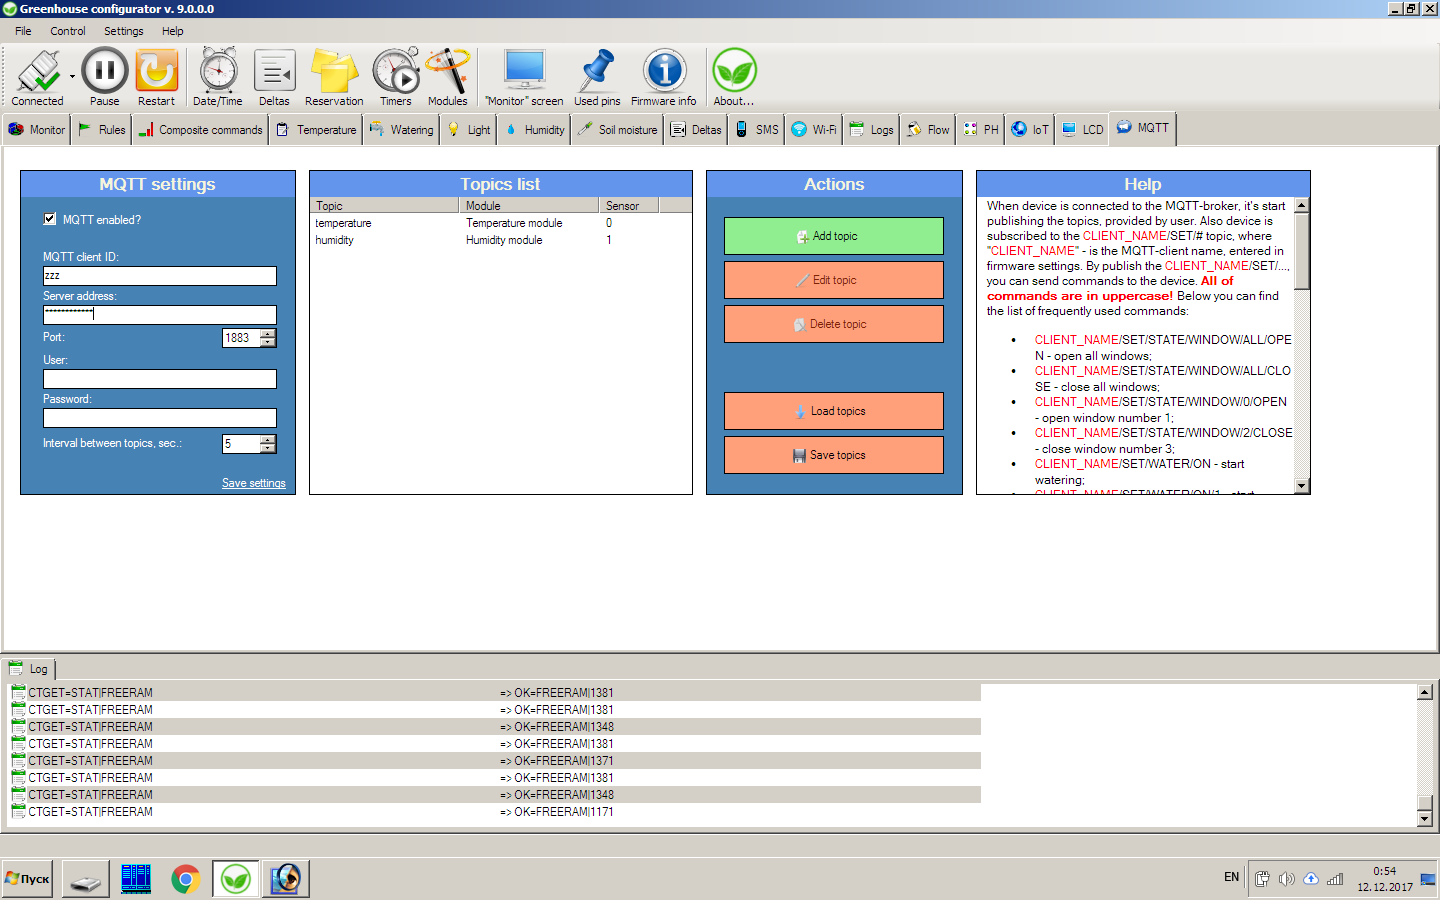 Greenhouse configurator v. 9.0.0.0
File Control Settings Help
Connected Pause Restart Date/Time Deltas Reservation Timers Modules "Monitor" screen Used pins Firmware info About...
Monitor Rules Composite commands Temperature Watering Light Humidity Soil moisture Deltas SMS Wi-Fi Logs Flow PH IoT LCD MQTT
MQTT settings
MQTT enabled?
MQTT client ID:
zzz
Server address:
*************
Port: 1883
User:
Password:
Interval between topics, sec.: 5
Save settings
Topics list
Topic Module Sensor
temperature Temperature module 0
humidity Humidity module 1
Actions
Add topic
Edit topic
Delete topic
Load topics
Save topics
Help
When device is connected to the MQTT-broker, it's start
publishing the topics, provided by user. Also device is
subscribed to the CLIENT_NAME/SET/# topic, where
"CLIENT_NAME" - is the MQTT-client name, entered in
firmware settings. By publish the CLIENT_NAME/SET/...,
you can send commands to the device. All of
commands are in uppercase! Below you can find
the list of frequently used commands:
• CLIENT_NAME/SET/STATE/WINDOW/ALL/OPE
N - open all windows;
• CLIENT_NAME/SET/STATE/WINDOW/ALL/CLO
SE - close all windows;
• CLIENT_NAME/SET/STATE/WINDOW/0/OPEN
- open window number 1;
• CLIENT_NAME/SET/STATE/WINDOW/2/CLOSE
- close window number 3;
• CLIENT_NAME/SET/WATER/ON - start
watering;
• CLIENT_NAME/SET/WATER/ON/1 - start
Log
CTGET=STAT|FREERAM => OK=FREERAM|1381
CTGET=STAT|FREERAM => OK=FREERAM|1381
CTGET=STAT|FREERAM => OK=FREERAM|1348
CTGET=STAT|FREERAM => OK=FREERAM|1381
CTGET=STAT|FREERAM => OK=FREERAM|1371
CTGET=STAT|FREERAM => OK=FREERAM|1381
CTGET=STAT|FREERAM => OK=FREERAM|1348
CTGET=STAT|FREERAM => OK=FREERAM|1171
Пуск
EN
0:54
12.12.2017